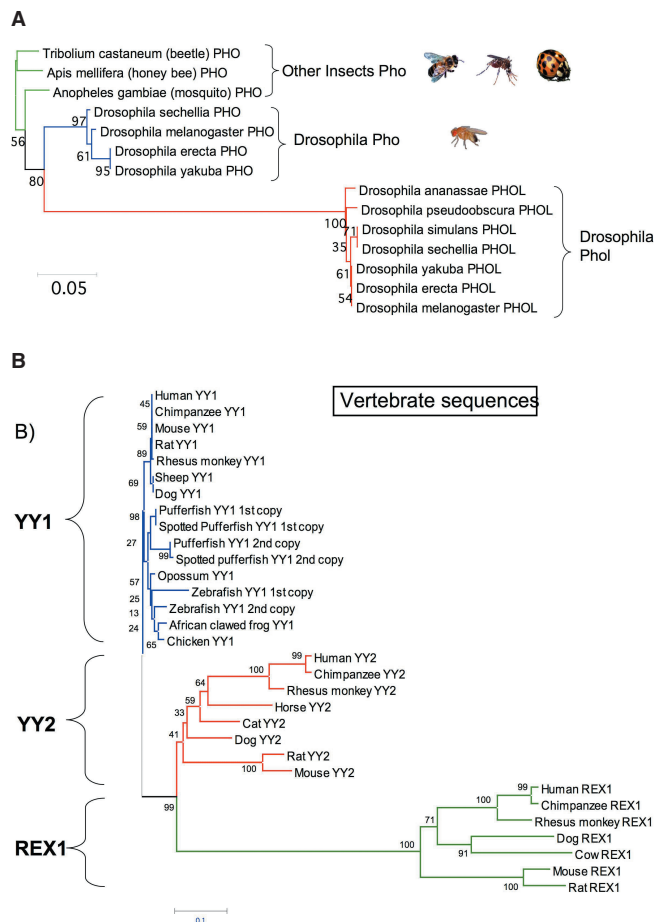 A
Tribolium castaneum (beetle) PHO
Apis mellifera (honey bee) PHO
Other Insects Pho
Anopheles gambiae (mosquito) PHO
56
Drosophila sechellia PHO
97
Drosophila melanogaster PHO
Drosophila Pho
61
Drosophila erecta PHO
95
Drosophila yakuba PHO
80
Drosophila ananassae PHOL
Drosophila pseudoobscura PHOL
100
71
Drosophila simulans PHOL
35
Drosophila sechellia PHOL
Drosophila
Phol
61
Drosophila yakuba PHOL
Drosophila erecta PHOL
54
Drosophila melanogaster PHOL
0.05
B
Vertebrate sequences
B)
YY1
45
Human YY1
Chimpanzee YY1
59
Mouse YY1
Rat YY1
89
Rhesus monkey YY1
69
Sheep YY1
Dog YY1
98
Pufferfish YY1 1st copy
Spotted Pufferfish YY1 1st copy
27
Pufferfish YY1 2nd copy
99
Spotted pufferfish YY1 2nd copy
57
Opossum YY1
25
Zebrafish YY1 1st copy
13
Zebrafish YY1 2nd copy
24
African clawed frog YY1
65
Chicken YY1
YY2
99
Human YY2
100
Chimpanzee YY2
64
Rhesus monkey YY2
59
Horse YY2
33
Cat YY2
41
Dog YY2
Rat YY2
100
Mouse YY2
99
REX1
99
Human REX1
100
Chimpanzee REX1
71
Rhesus monkey REX1
Dog REX1
100
91
Cow REX1
Mouse REX1
100
Rat REX1
0.1